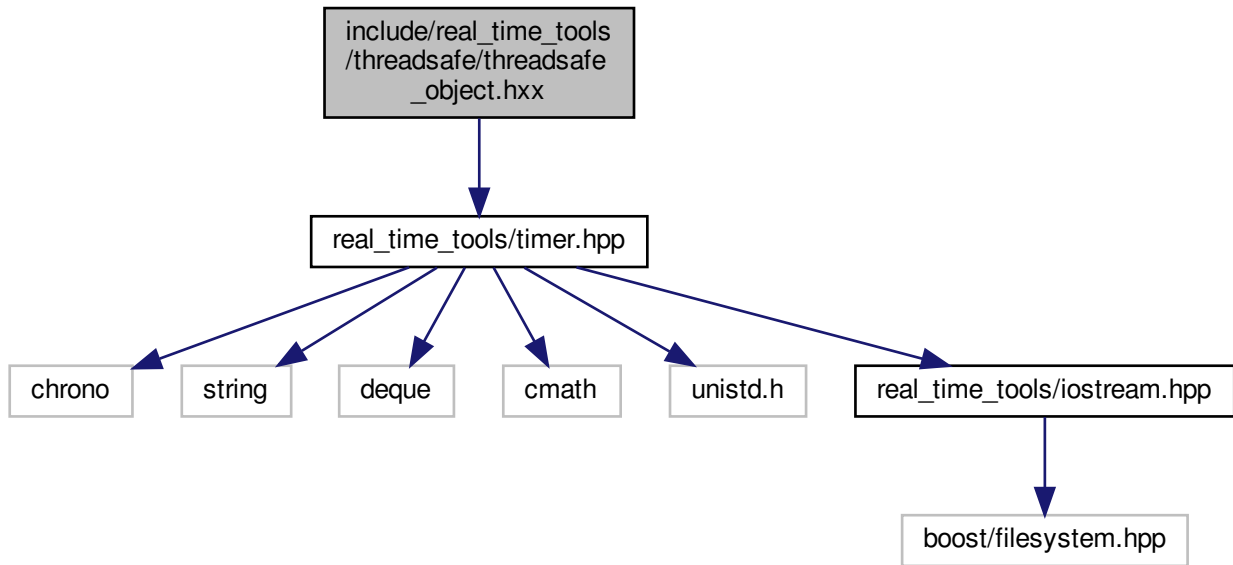 include/real_time_tools
/threadsafe/threadsafe
_object.hxx
real_time_tools/timer.hpp
chrono
string
deque
cmath
unistd.h
real_time_tools/iostream.hpp
boost/filesystem.hpp